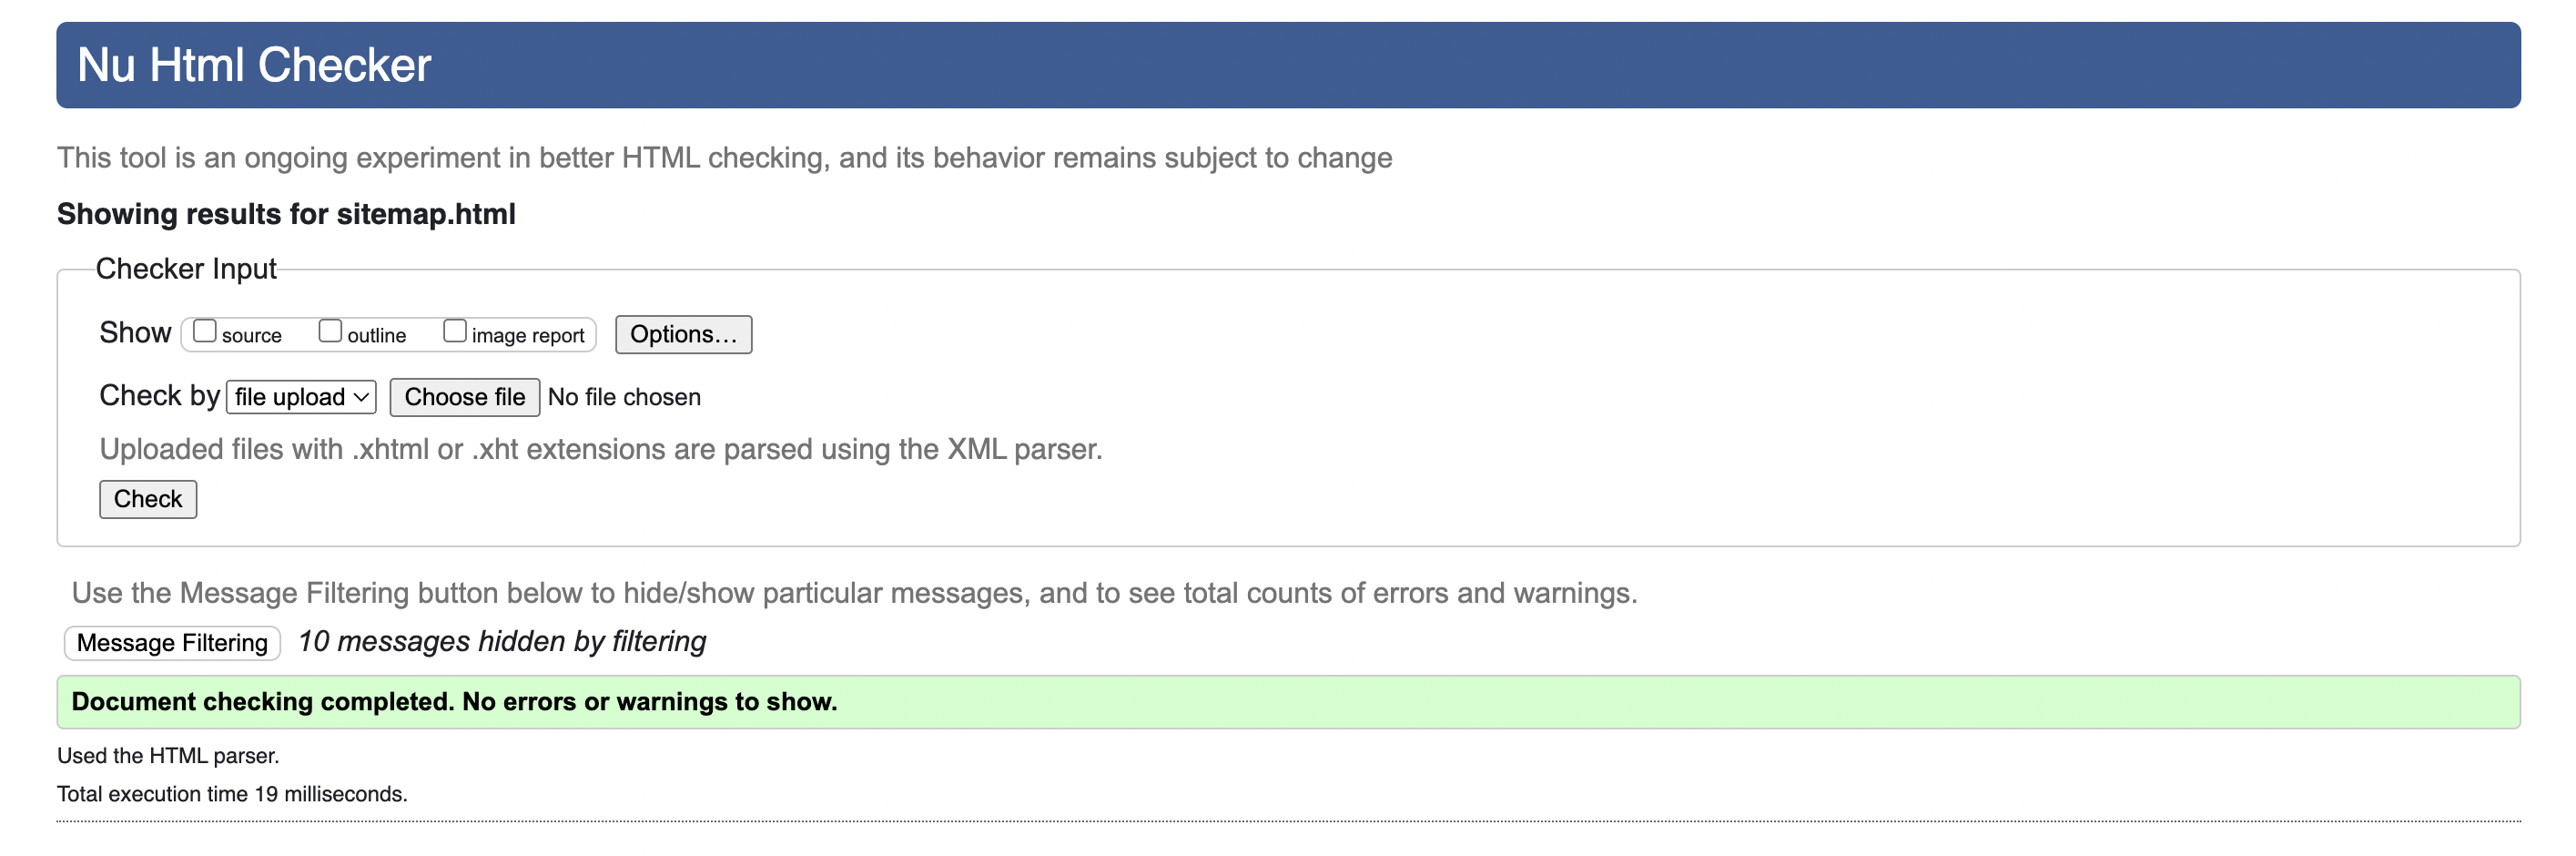 Nu Html Checker
This tool is an ongoing experiment in better HTML checking, and its behavior remains subject to change
Showing results for sitemap.html
Checker Input
Show source outline image report Options…
Check by file upload Choose file No file chosen
Uploaded files with .xhtml or .xht extensions are parsed using the XML parser.
Check
Use the Message Filtering button below to hide/show particular messages, and to see total counts of errors and warnings.
Message Filtering 10 messages hidden by filtering
Document checking completed. No errors or warnings to show.
Used the HTML parser.
Total execution time 19 milliseconds.